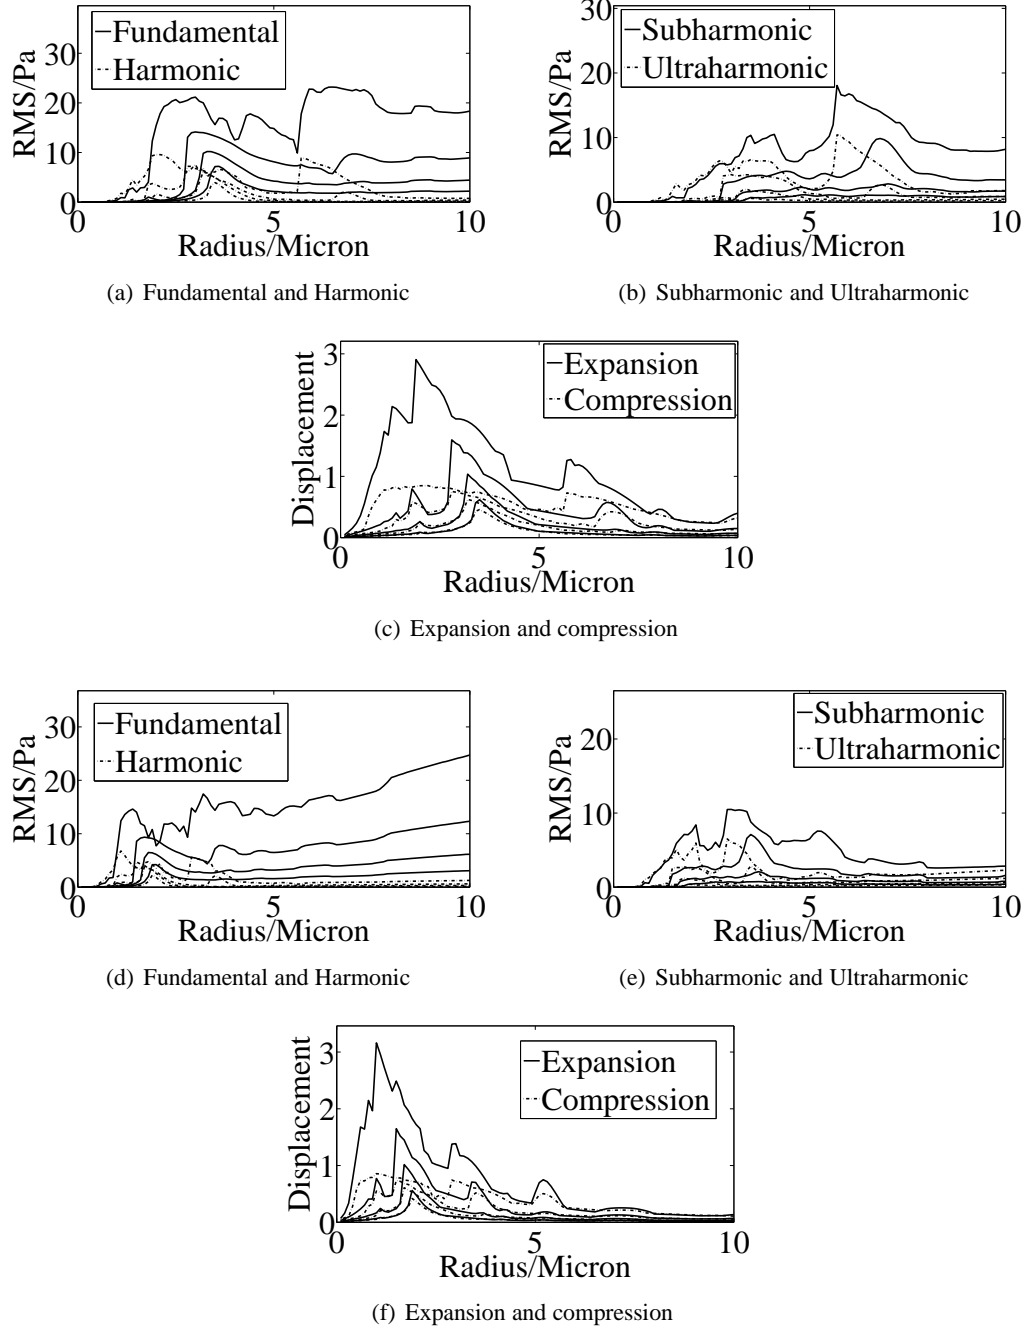 RMS/Pa
30
20
10
0
Fundamental
Harmonic
0
5
10
Radius/Micron
(a) Fundamental and Harmonic
RMS/Pa
30
20
10
0
Subharmonic
Ultraharmonic
0
5
10
Radius/Micron
(b) Subharmonic and Ultraharmonic
Displacement
3
2
1
0
Expansion
Compression
0
5
10
Radius/Micron
(c) Expansion and compression
RMS/Pa
30
20
10
0
Fundamental
Harmonic
0
5
10
Radius/Micron
(d) Fundamental and Harmonic
RMS/Pa
20
10
0
Subharmonic
Ultraharmonic
0
5
10
Radius/Micron
(e) Subharmonic and Ultraharmonic
Displacement
3
2
1
0
Expansion
Compression
0
5
10
Radius/Micron
(f) Expansion and compression